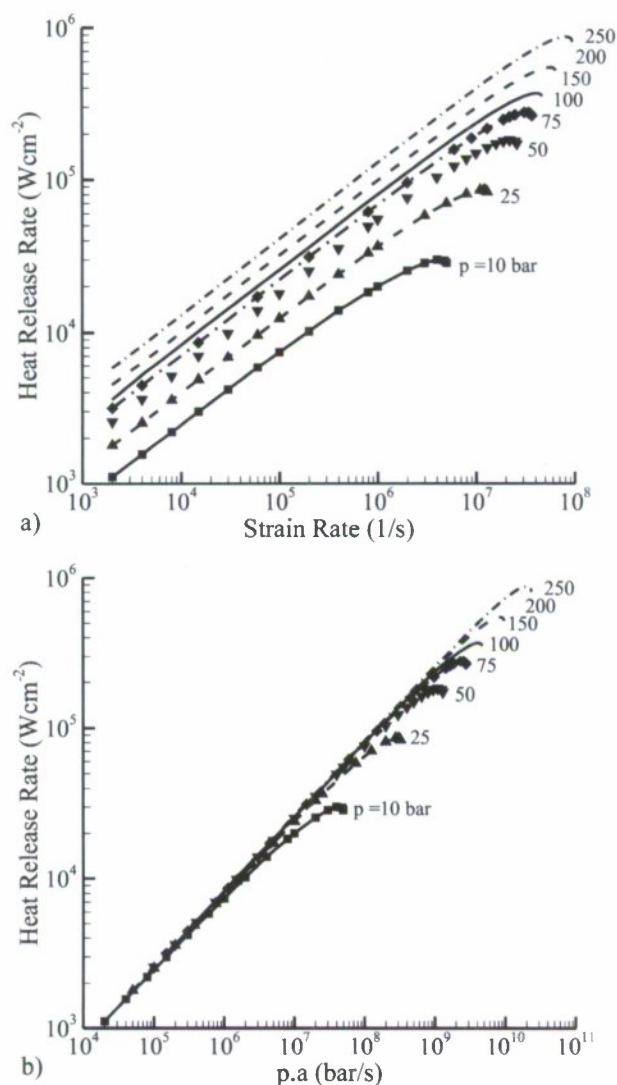 10^6
250
200
150
100
75
50
25
p =10 bar
10^5
10^4
10^3
Heat Release Rate (Wcm^-2)
10^3 10^4 10^5 10^6 10^7 10^8
a)
Strain Rate (1/s)
10^6
250
200
150
100
75
50
25
p =10 bar
10^5
10^4
10^3
Heat Release Rate (Wcm^-2)
10^5 10^6 10^7 10^8 10^9 10^10 10^11
b)
p.a (bar/s)